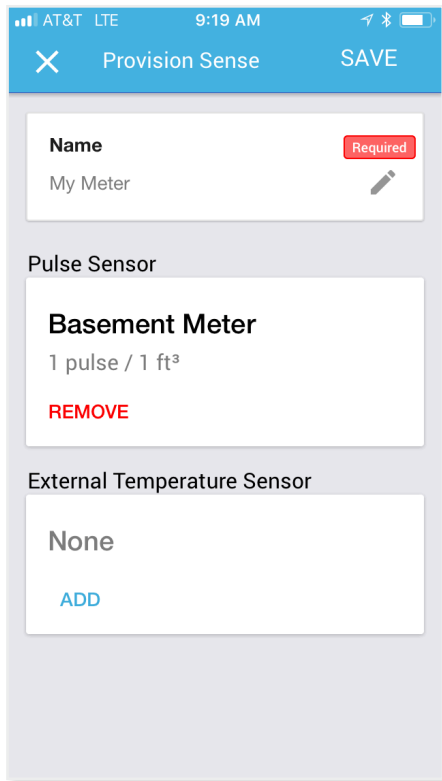 AT&T LTE 9:19 AM
Provision Sense SAVE
Name Required
My Meter
Pulse Sensor
Basement Meter
1 pulse / 1 ft³
REMOVE
External Temperature Sensor
None
ADD